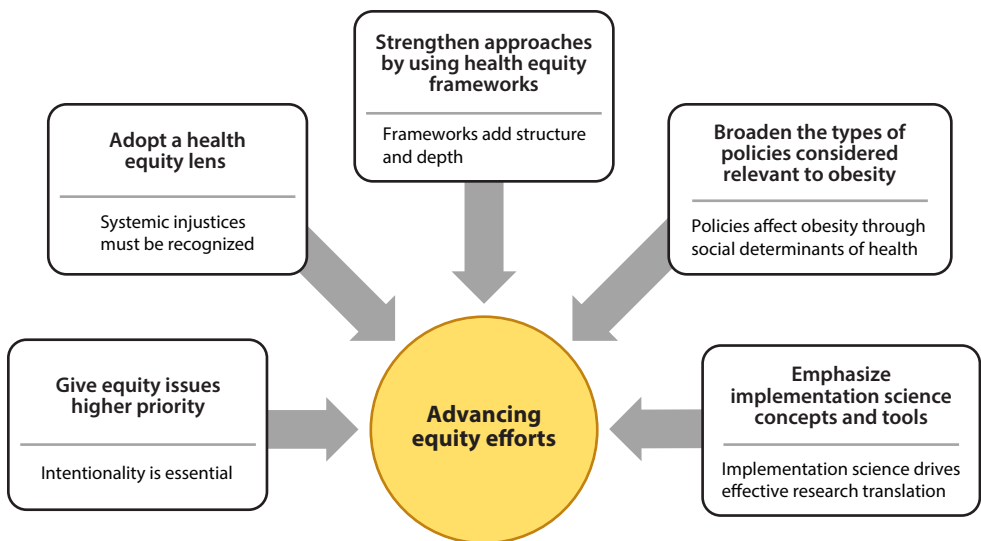 Strengthen approaches
by using health equity
frameworks
Frameworks add structure
and depth
Adopt a health
equity lens
Systemic injustices
must be recognized
Broaden the types of
policies considered
relevant to obesity
Policies affect obesity through
social determinants of health
Give equity issues
higher priority
Intentionality is essential
Advancing
equity efforts
Emphasize
implementation science
concepts and tools
Implementation science drives
effective research translation